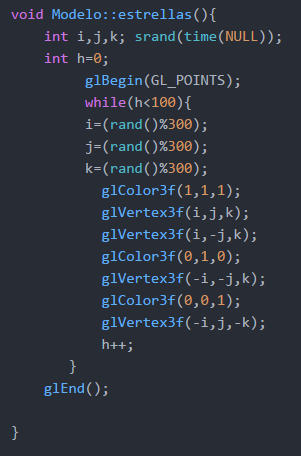 void Modelo::estrellas(){
    int i,j,k; srand(time(NULL));
    int h=0;
         glBegin(GL_POINTS);
         while(h<100){
         i=(rand()%300);
         j=(rand()%300);
         k=(rand()%300);
           glColor3f(1,1,1);
           glVertex3f(i,j,k);
           glVertex3f(i,-j,k);
           glColor3f(0,1,0);
           glVertex3f(-i,-j,k);
           glColor3f(0,0,1);
           glVertex3f(-i,j,-k);
           h++;
       }
    glEnd();
}